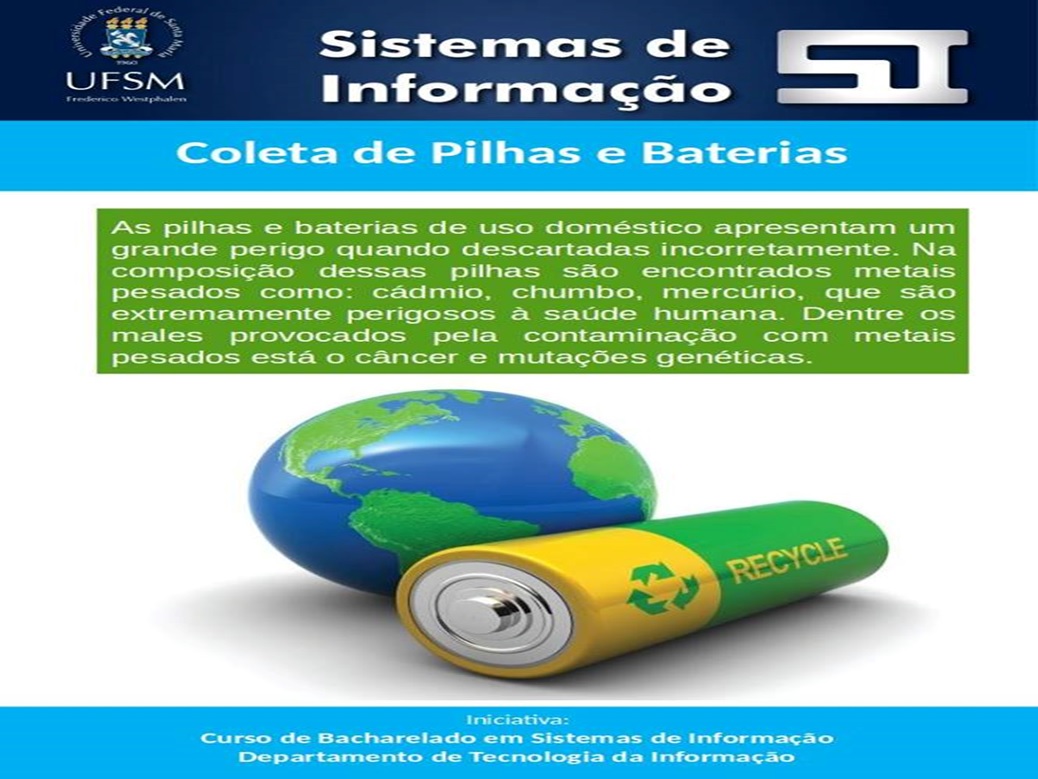 Universidade Federal de Santa Maria
1960
UFSM
Frederico Westphalen
Sistemas de
Informação
SI
Coleta de Pilhas e Baterias
As pilhas e baterias de uso doméstico apresentam um
grande perigo quando descartadas incorretamente. Na
composição dessas pilhas são encontrados metais
pesados como: cádmio, chumbo, mercúrio, que são
extremamente perigosos à saúde humana. Dentre os
males provocados pela contaminação com metais
pesados está o câncer e mutações genéticas.
RECYCLE
Iniciativa:
Curso de Bacharelado em Sistemas de Informação
Departamento de Tecnologia da Informação